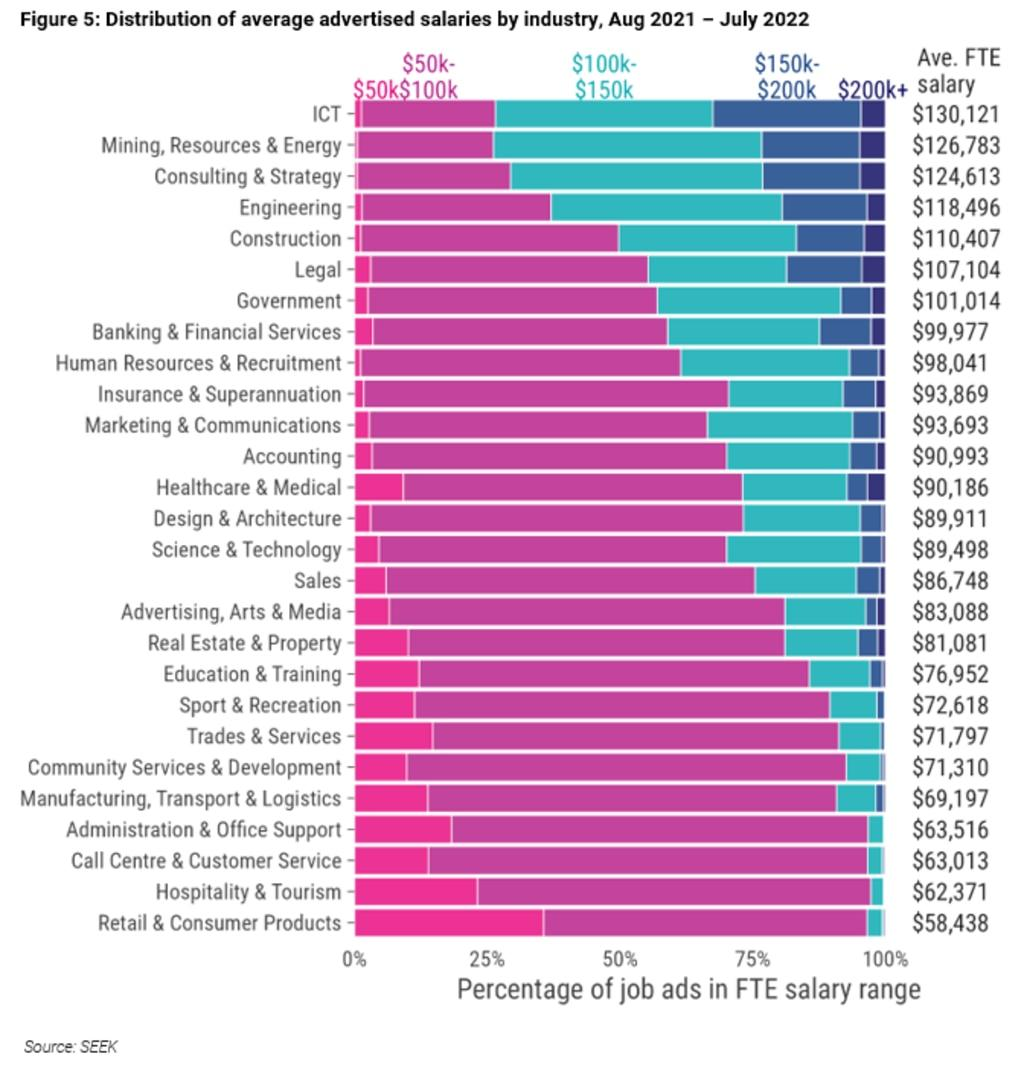 Figure 5: Distribution of average advertised salaries by industry, Aug 2021 – July 2022
$50k $50k-$100k $100k-$150k $150k-$200k $200k+ Ave. FTE salary
ICT $130,121
Mining, Resources & Energy $126,783
Consulting & Strategy $124,613
Engineering $118,496
Construction $110,407
Legal $107,104
Government $101,014
Banking & Financial Services $99,977
Human Resources & Recruitment $98,041
Insurance & Superannuation $93,869
Marketing & Communications $93,693
Accounting $90,993
Healthcare & Medical $90,186
Design & Architecture $89,911
Science & Technology $89,498
Sales $86,748
Advertising, Arts & Media $83,088
Real Estate & Property $81,081
Education & Training $76,952
Sport & Recreation $72,618
Trades & Services $71,797
Community Services & Development $71,310
Manufacturing, Transport & Logistics $69,197
Administration & Office Support $63,516
Call Centre & Customer Service $63,013
Hospitality & Tourism $62,371
Retail & Consumer Products $58,438
0% 25% 50% 75% 100%
Percentage of job ads in FTE salary range
Source: SEEK